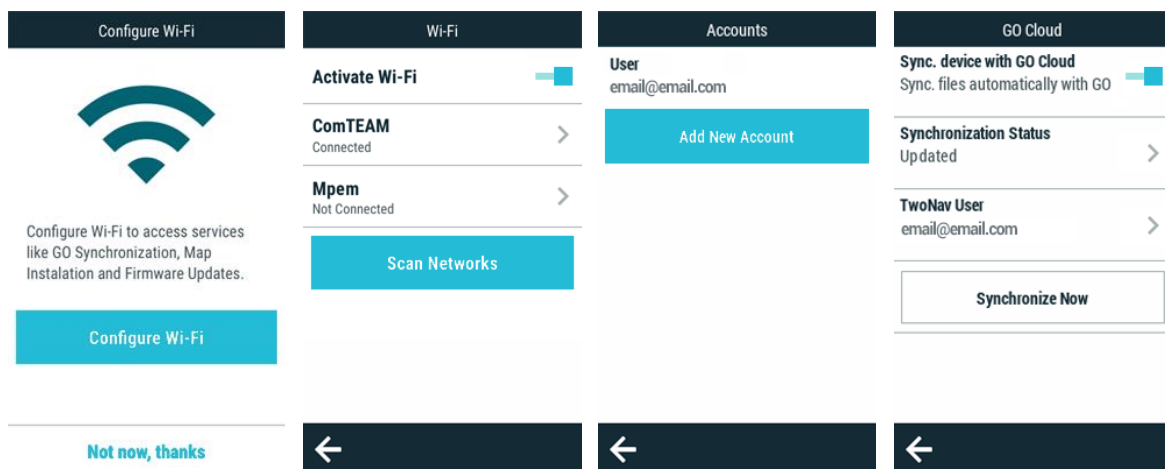 Configure Wi-Fi
Configure Wi-Fi to access services
like GO Synchronization, Map
Instalation and Firmware Updates.
Configure Wi-Fi
Not now, thanks
Wi-Fi
Activate Wi-Fi
ComTEAM
Connected
Mpem
Not Connected
Scan Networks
Accounts
User
email@email.com
Add New Account
GO Cloud
Sync. device with GO Cloud
Sync. files automatically with GO
Synchronization Status
Updated
TwoNav User
email@email.com
Synchronize Now